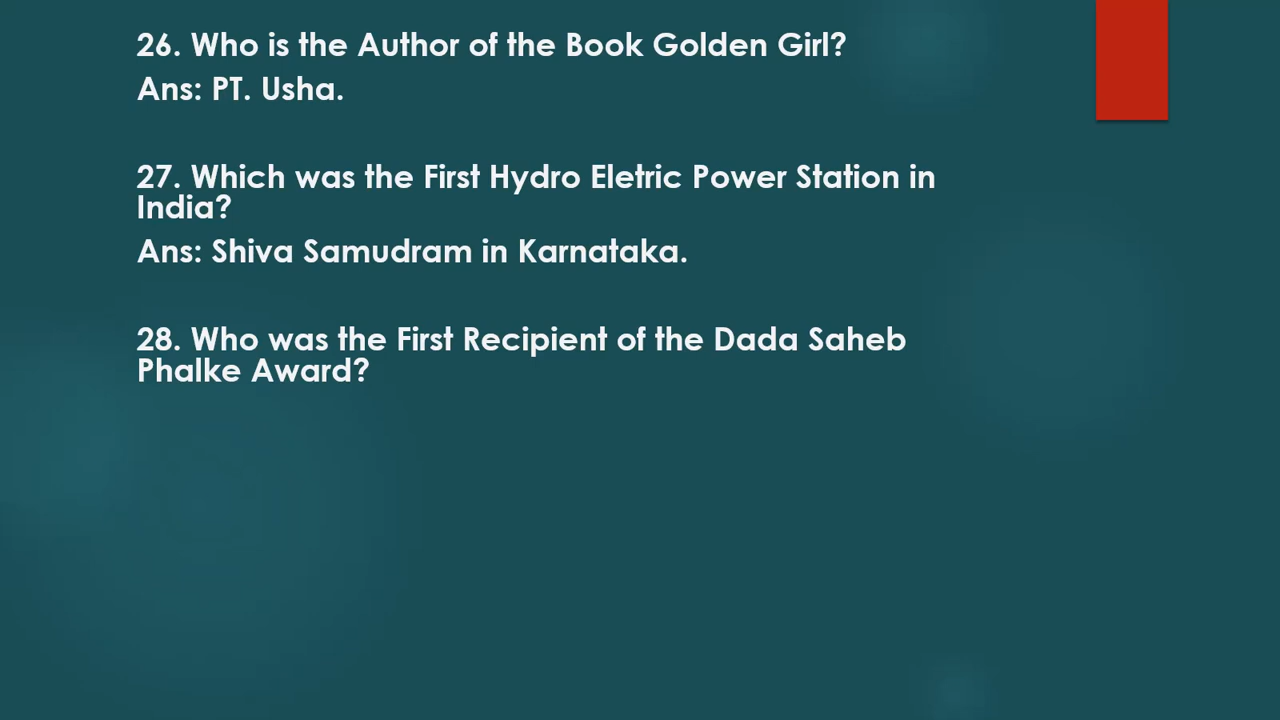 26. Who is the Author of the Book Golden Girl?
Ans: PT. Usha.
27. Which was the First Hydro Eletric Power Station in
India?
Ans: Shiva Samudram in Karnataka.
28. Who was the First Recipient of the Dada Saheb
Phalke Award?